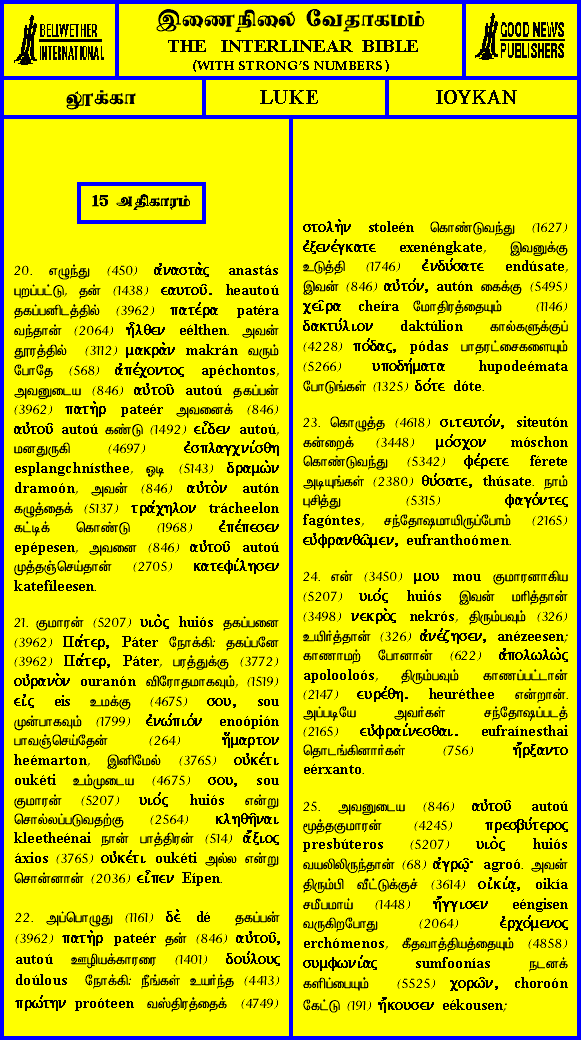 BELLWETHER
INTERNATIONAL
இணைநிலை வேதாகமம்
THE INTERLINEAR BIBLE
(WITH STRONG'S NUMBERS)
GOOD NEWS
PUBLISHERS
லூக்கா
LUKE
ΙΟΥΚΑΝ
15 அதிகாரம்
20. எழுந்து (450) ἀναστὰς anastás
புறப்பட்டு, தன் (1438) εαυτοῦ. heautoú
தகப்பனிடத்தில் (3962) πατέρα patéra
வந்தான் (2064) ἦλθεν eélthen. அவன்
தூரத்தில் (3112) μακρὰν makrán வரும்
போதே (568) ἀπέχοντος apéchontos,
அவனுடைய (846) αὐτοῦ autoú தகப்பன்
(3962) πατὴρ pateér அவனைக் (846)
αὐτοῦ autoú கண்டு (1492) εἶδεν autoú,
மனதுருகி (4697) ἐσπλαγχνίσθη
esplangchnísthee, ஓடி (5143) δραμὼν
dramoón, அவன் (846) αὐτὸν autón
கழுத்தைக் (5137) τράχηλον trácheelon
கட்டிக் கொண்டு (1968) ἐπέπεσεν
epépesen, அவனை (846) αὐτοῦ autoú
முத்தஞ்செய்தான் (2705) κατεφίλησεν
katefíleesen.
21. குமாரன் (5207) υιὸς huiós தகப்பனை
(3962) Πάτερ, Páter நோக்கி: தகப்பனே
(3962) Πάτερ, Páter, பரத்துக்கு (3772)
οὐρανὸν ouranón விரோதமாகவும், (1519)
εἰς eis உமக்கு (4675) σου, sou
முன்பாகவும் (1799) ἐνώπιόν enoópión
பாவஞ்செய்தேன் (264) ἥμαρτον
heémarton, இனிமேல் (3765) οὐκέτι
oukéti உம்முடைய (4675) σου, sou
குமாரன் (5207) υιός huiós என்று
சொல்லப்படுவதற்கு (2564) κληθῆναι
kleetheénai நான் பாத்திரன் (514) ἄξιος
áxios (3765) οὐκέτι oukéti அல்ல என்று
சொன்னான் (2036) εἶπεν Eípen.
22. அப்பொழுது (1161) δὲ dé தகப்பன்
(3962) πατὴρ pateér தன் (846) αὐτοῦ,
autoú ஊழியக்காரரை (1401) δούλους
doúlous நோக்கி: நீங்கள் உயர்ந்த (4413)
πρώτην proóteen வஸ்திரத்தைக் (4749)
στολὴν stoleén கொண்டுவந்து (1627)
ἐξενέγκατε exenéngkate, இவனுக்கு
உடுத்தி (1746) ἐνδύσατε endúsate,
இவன் (846) αὐτόν, autón கைக்கு (5495)
χεῖρα cheíra மோதிரத்தையும் (1146)
δακτύλιον daktúlion கால்களுக்குப்
(4228) πόδας, pódas பாதரட்சைகளையும்
(5266) υποδήματα hupodeémata
போடுங்கள் (1325) δότε dóte.
23. கொழுத்த (4618) σιτευτόν, siteutón
கன்றைக் (3448) μόσχον móschon
கொண்டுவந்து (5342) φέρετε férete
அடியுங்கள் (2380) θύσατε, thúsate. நாம்
புசித்து (5315) φαγόντες
fagóntes, சந்தோஷமாயிருப்போம் (2165)
εὐφρανθῶμεν, eufranthoómen.
24. என் (3450) μου mou குமாரனாகிய
(5207) υιός huiós இவன் மரித்தான்
(3498) νεκρὸς nekrós, திரும்பவும் (326)
உயிர்த்தான் (326) ἀνέζησεν, anézeesen;
காணாமற் போனான் (622) ἀπολωλὼς
apolooloós, திரும்பவும் காணப்பட்டான்
(2147) ευρέθη. heuréthee என்றான்.
அப்படியே அவர்கள் சந்தோஷப்படத்
(2165) εὐφραίνεσθαι. eufraínesthai
தொடங்கினார்கள் (756) ἤρξαντο
eérxanto.
25. அவனுடைய (846) αὐτοῦ autoú
மூத்தகுமாரன் (4245) πρεσβύτερος
presbúteros (5207) υιὸς huiós
வயலிலிருந்தான் (68) ἀγρῷ· agroó. அவன்
திரும்பி வீட்டுக்குச் (3614) οἰκίᾳ, oikía
சமீபமாய் (1448) ἤγγισεν eéngisen
வருகிறபோது (2064) ἐρχόμενος
erchómenos, கீதவாத்தியத்தையும் (4858)
συμφωνίας sumfoonías நடனக்
களிப்பையும் (5525) χορῶν, choroón
கேட்டு (191) ἤκουσεν eékousen;